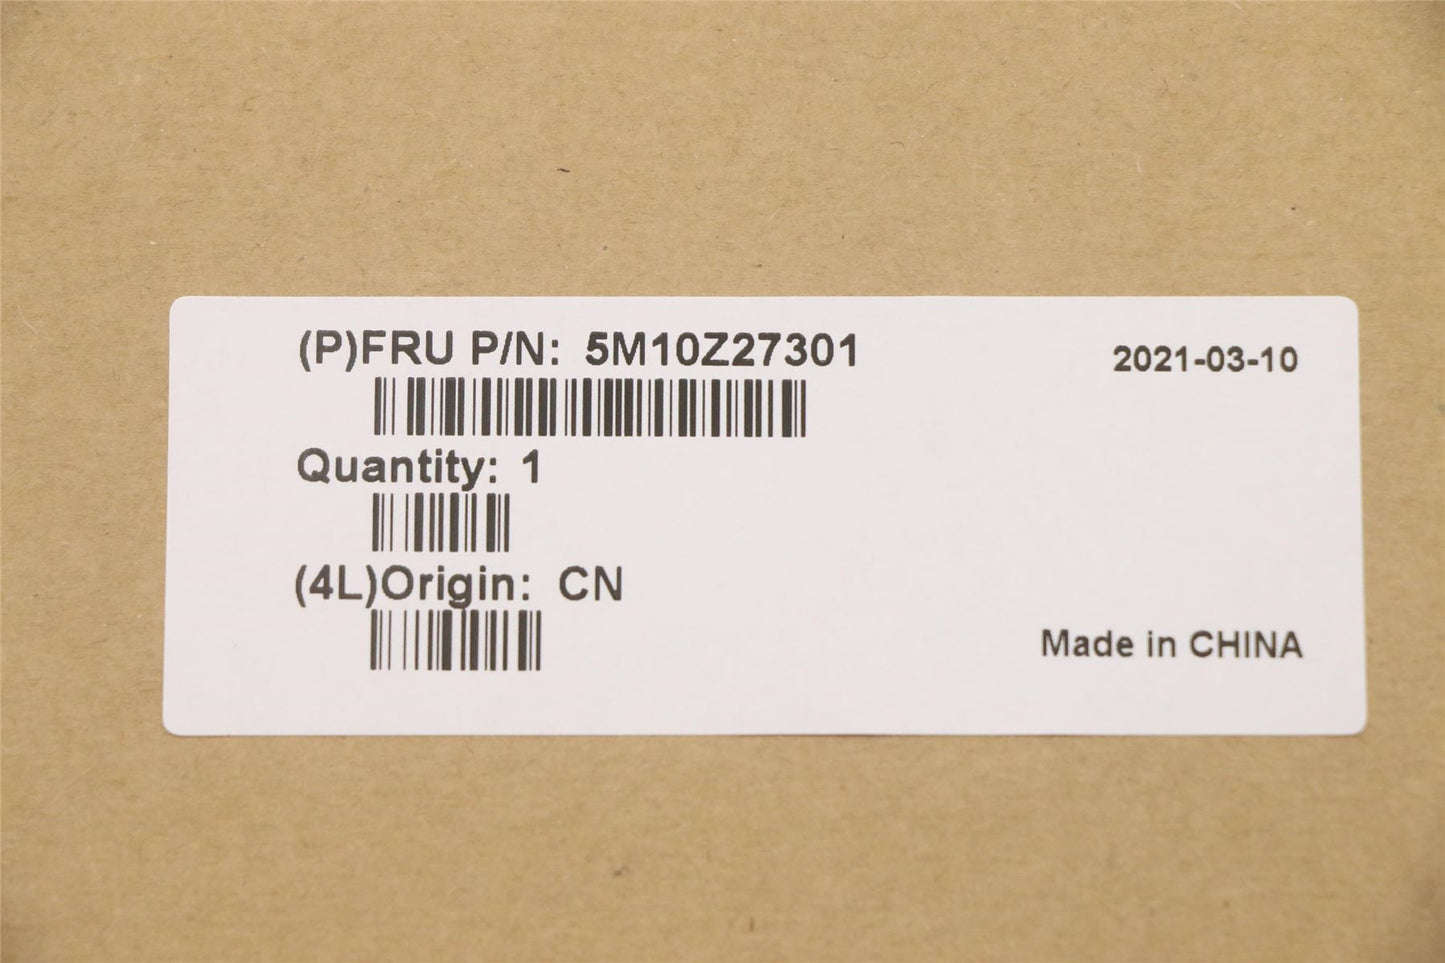 (P)FRU P/N: 5M10Z27301
2021-03-10
Quantity: 1
(4L)Origin: CN
Made in CHINA